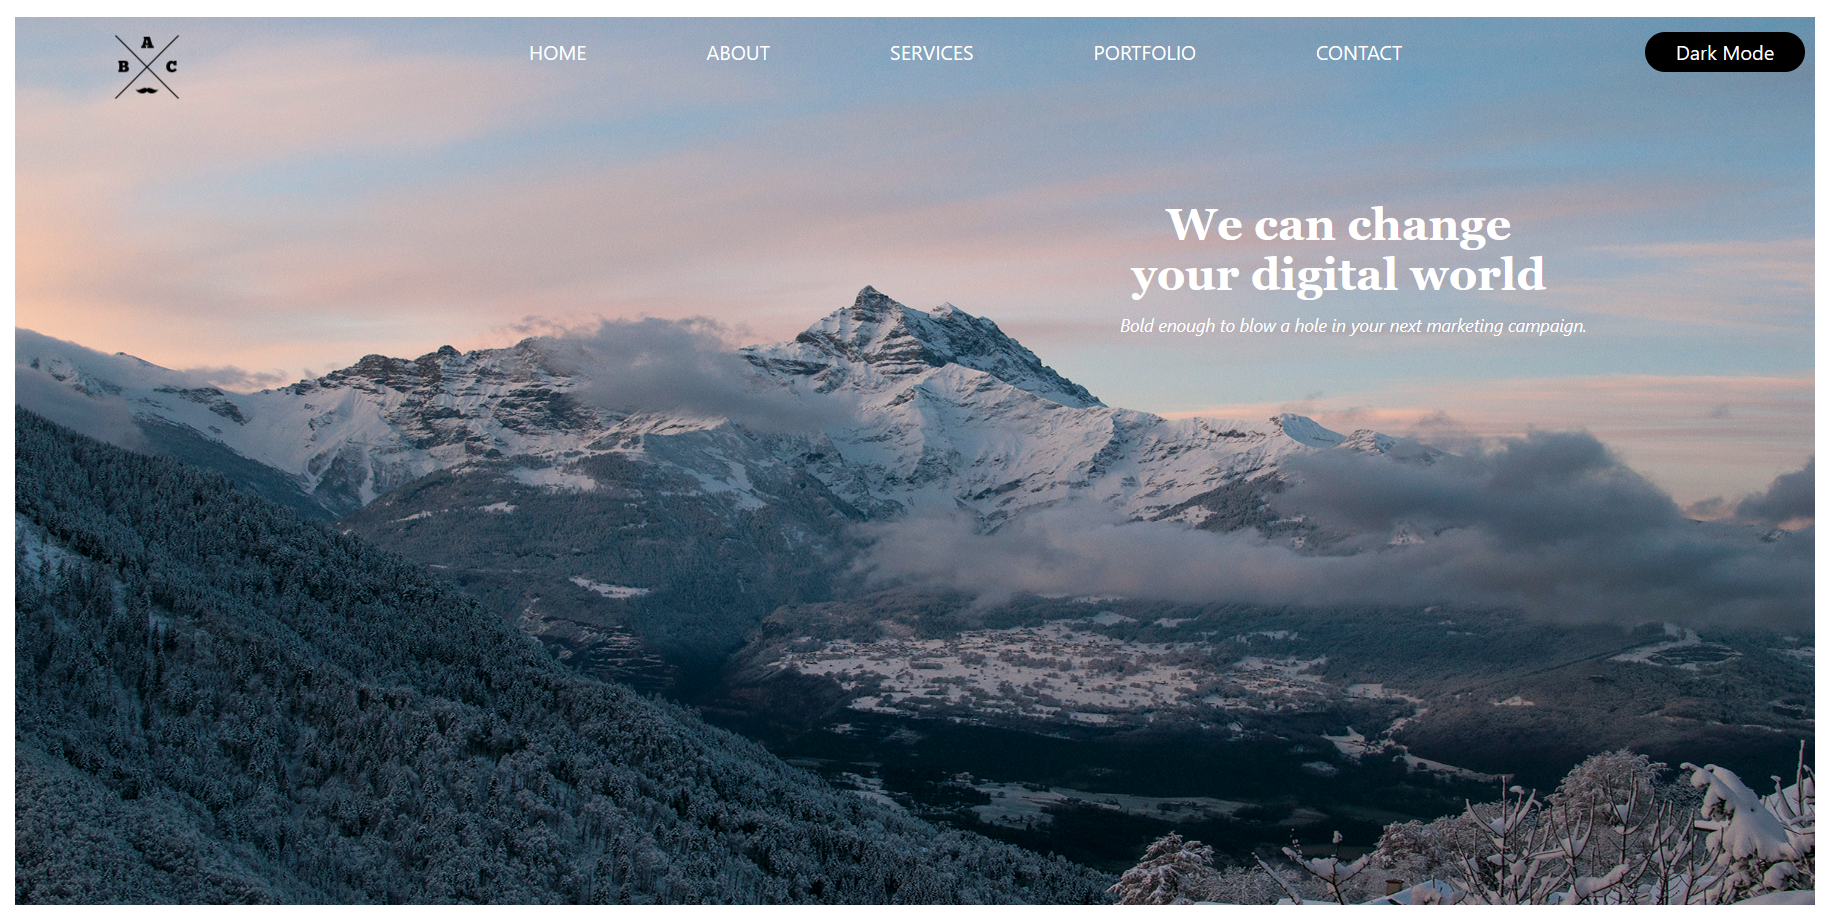 A
B C
HOME ABOUT SERVICES PORTFOLIO CONTACT Dark Mode
We can change
your digital world
Bold enough to blow a hole in your next marketing campaign.